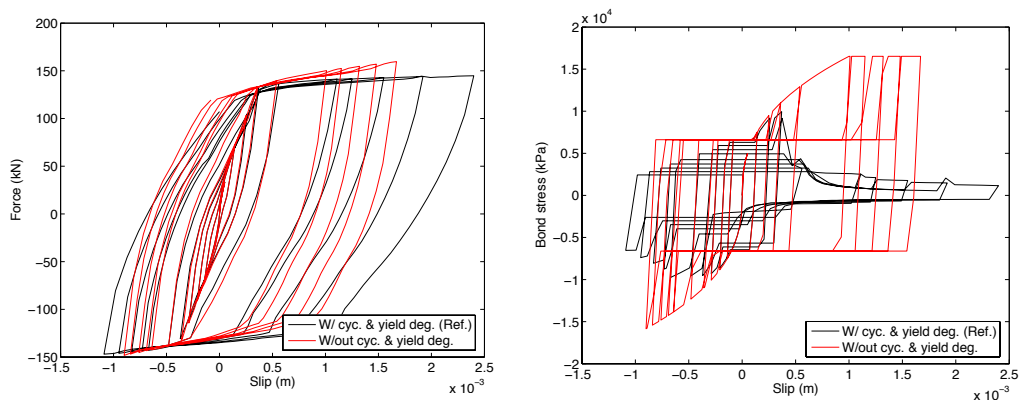 200
150
100
50
0
−50
−100
−150
Force (kN)
−1.5 −1 −0.5 0 0.5 1 1.5 2 2.5
Slip (m)
x 10⁻³
W/ cyc. & yield deg. (Ref.)
W/out cyc. & yield deg.
x 10⁴
2
1.5
1
0.5
0
−0.5
−1
−1.5
−2
Bond stress (kPa)
−1.5 −1 −0.5 0 0.5 1 1.5 2 2.5
Slip (m)
x 10⁻³
W/ cyc. & yield deg. (Ref.)
W/out cyc. & yield deg.